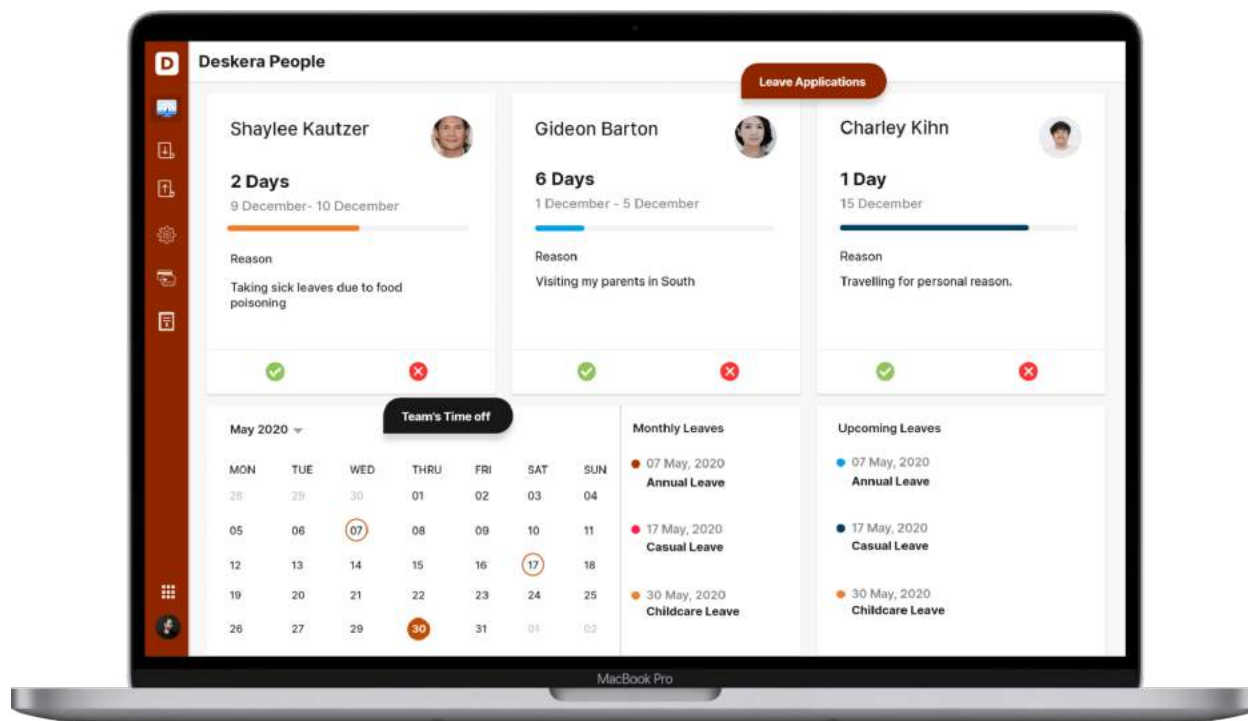 D
Deskera People
Leave Applications
Shaylee Kautzer
2 Days
9 December- 10 December
Reason
Taking sick leaves due to food
poisoning
Gideon Barton
6 Days
1 December - 5 December
Reason
Visiting my parents in South
Charley Kihn
1 Day
15 December
Reason
Travelling for personal reason.
Team's Time off
May 2020
MON TUE WED THRU FRI SAT SUN
28 29 30 01 02 03 04
05 06 07 08 09 10 11
12 13 14 15 16 17 18
19 20 21 22 23 24 25
26 27 29 30 31 01 02
Monthly Leaves
07 May, 2020
Annual Leave
17 May, 2020
Casual Leave
30 May, 2020
Childcare Leave
Upcoming Leaves
07 May, 2020
Annual Leave
17 May, 2020
Casual Leave
30 May, 2020
Childcare Leave
MacBook Pro